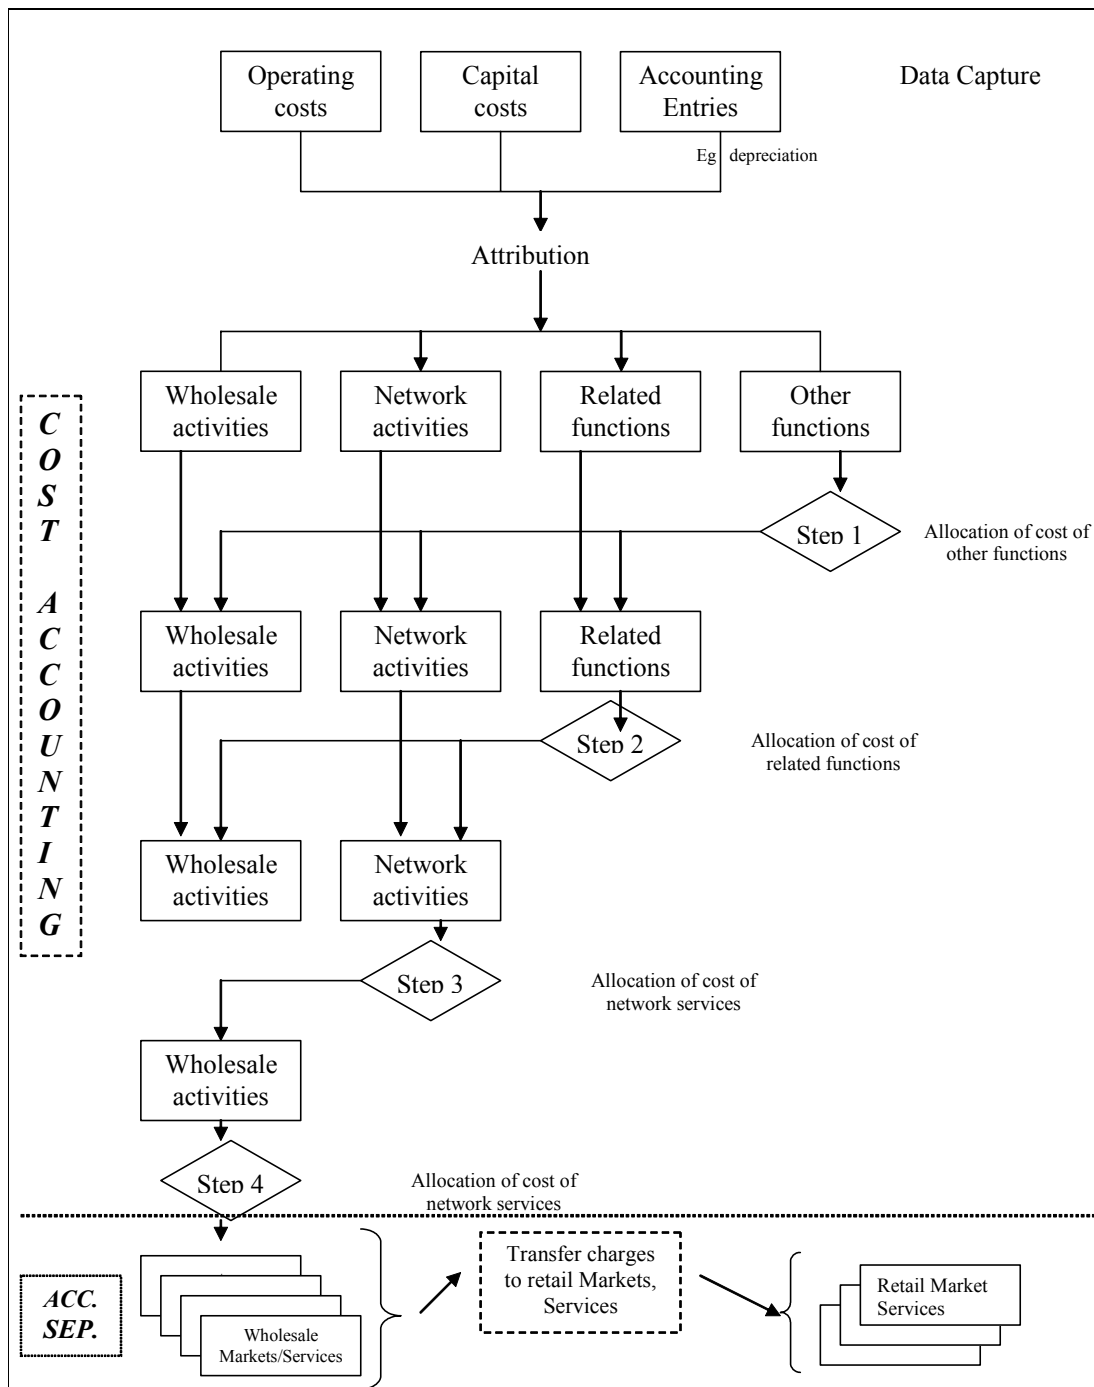 Operating
costs
Capital
costs
Accounting
Entries
Data Capture
Eg depreciation
Attribution
Wholesale
activities
Network
activities
Related
functions
Other
functions
COST ACCOUNTING
Step 1
Allocation of cost of
other functions
Wholesale
activities
Network
activities
Related
functions
Step 2
Allocation of cost of
related functions
Wholesale
activities
Network
activities
Step 3
Allocation of cost of
network services
Wholesale
activities
Step 4
Allocation of cost of
network services
ACC.
SEP.
Wholesale
Markets/Services
Transfer charges
to retail Markets,
Services
Retail Market
Services